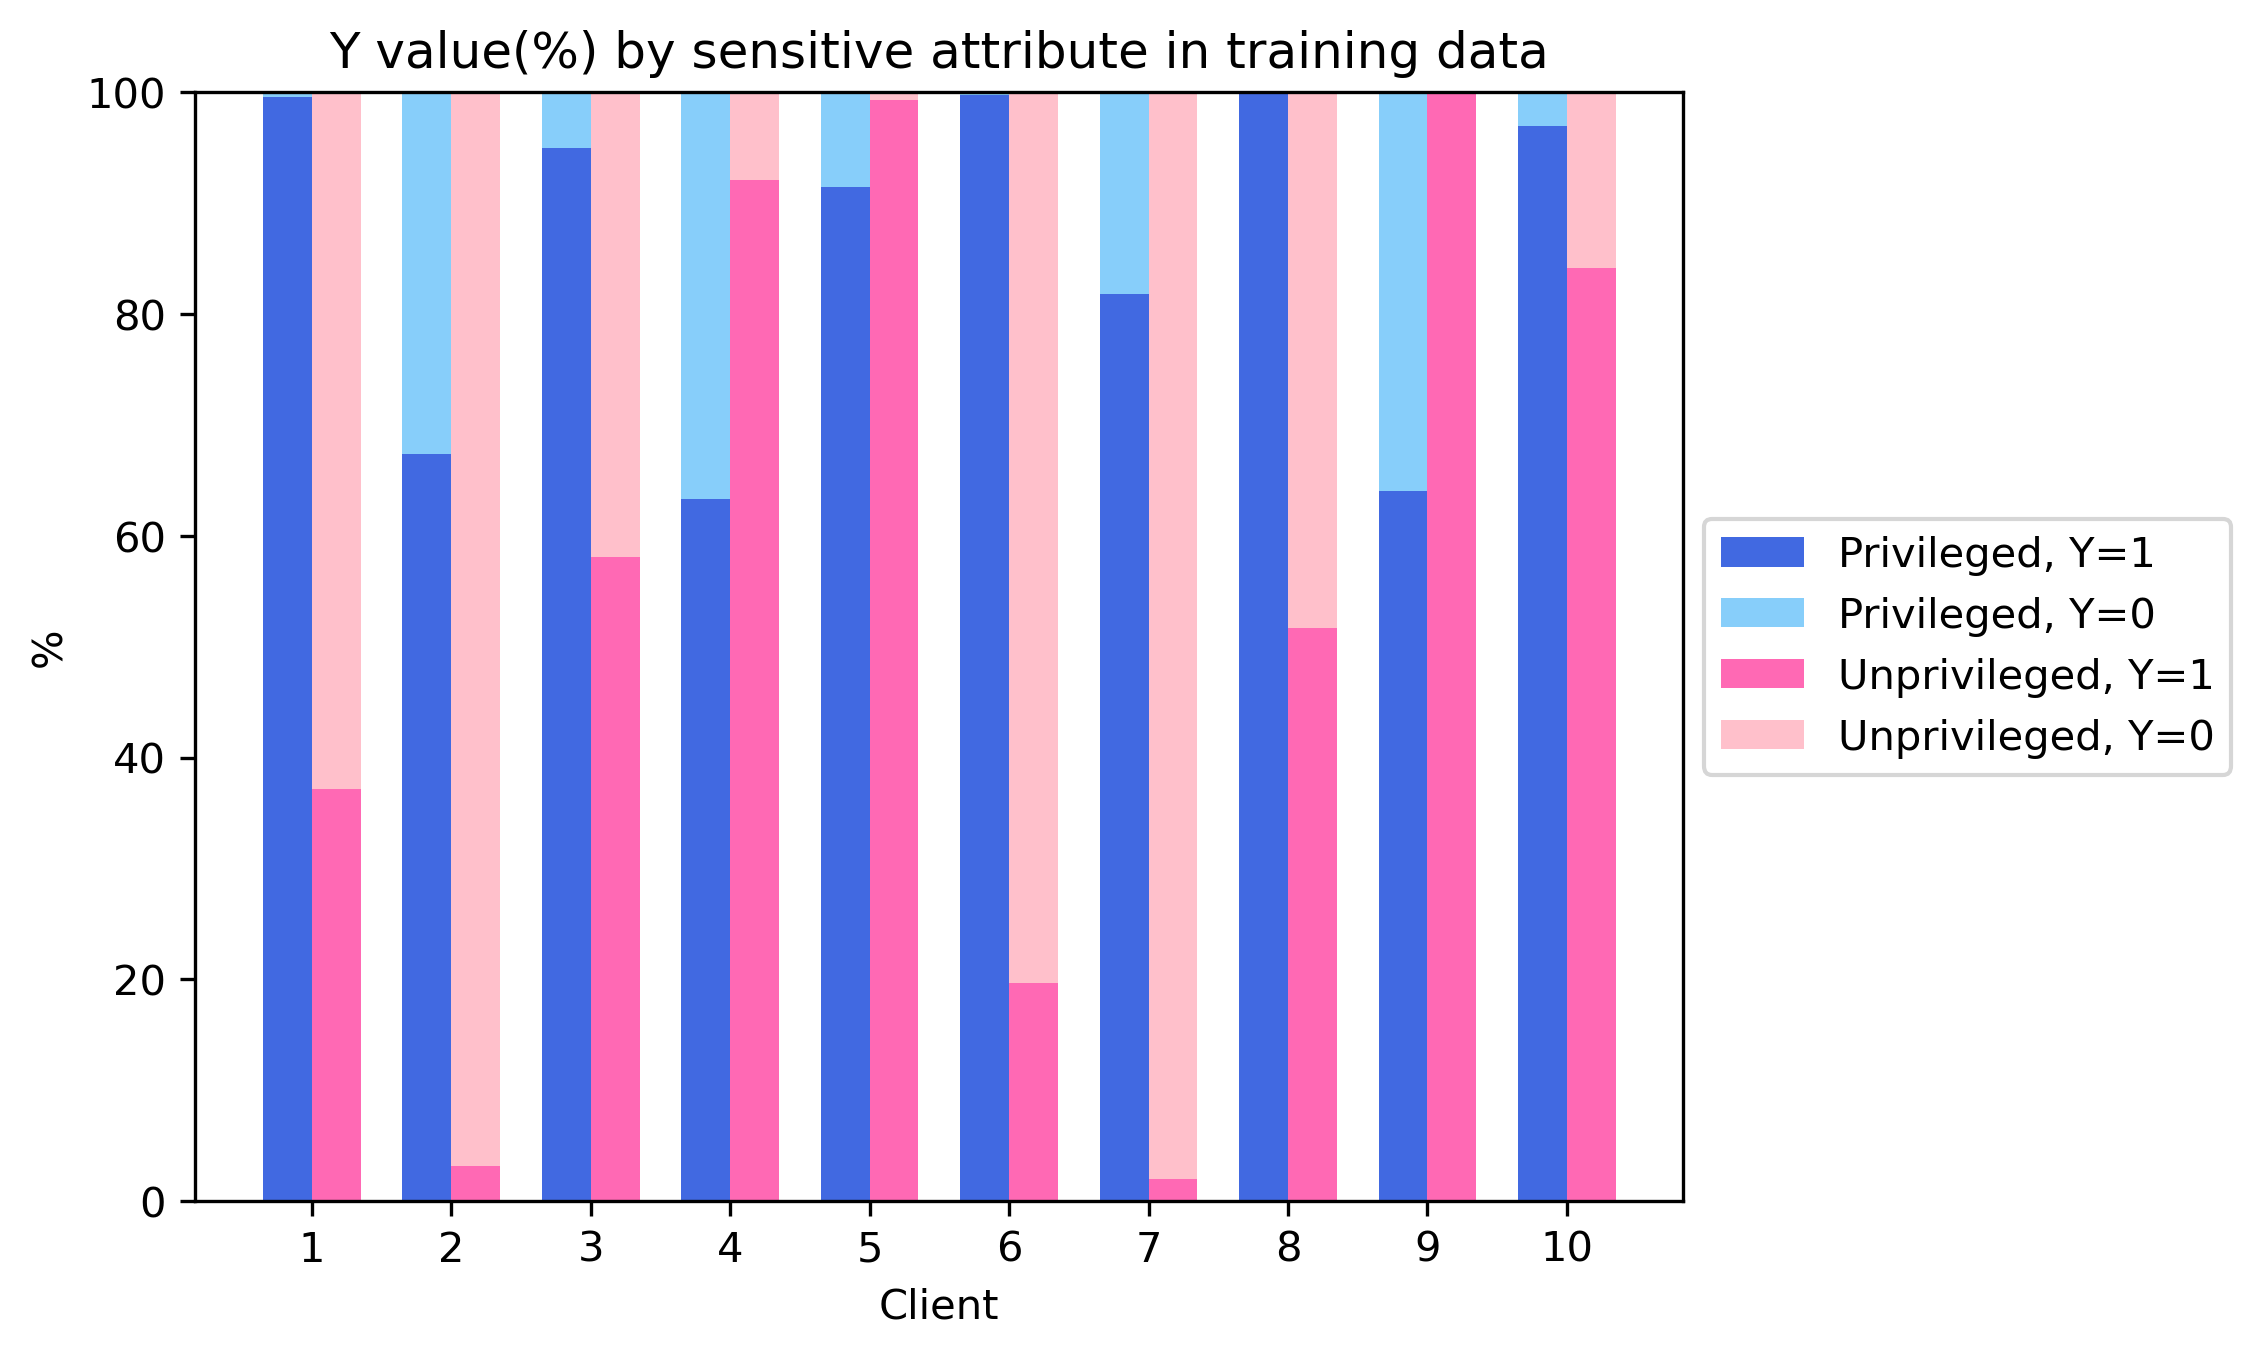 Y value(%) by sensitive attribute in training data
100
80
60
40
20
0
%
1 2 3 4 5 6 7 8 9 10
Client
Privileged, Y=1
Privileged, Y=0
Unprivileged, Y=1
Unprivileged, Y=0